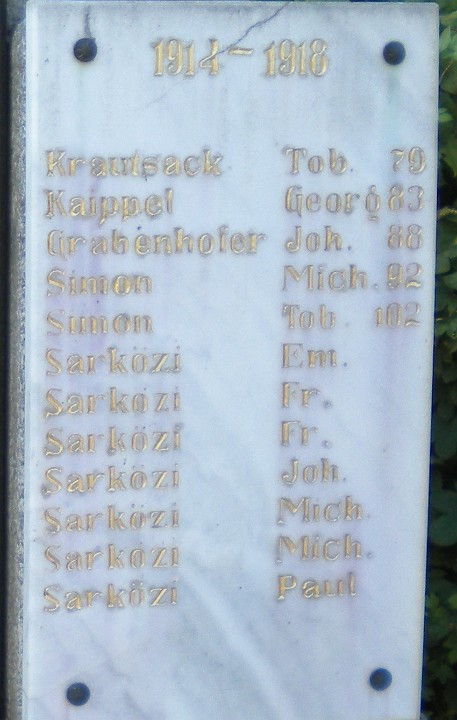 1914 - 1918
Krautsack Tob. 79
Kaippel Georg 83
Grabenhofer Joh. 88
Simon Mich. 92
Simon Tob. 102
Sarközi Em.
Sarközi Fr.
Sarközi Fr.
Sarközi Joh.
Sarközi Mich.
Sarközi Mich.
Sarközi Paul